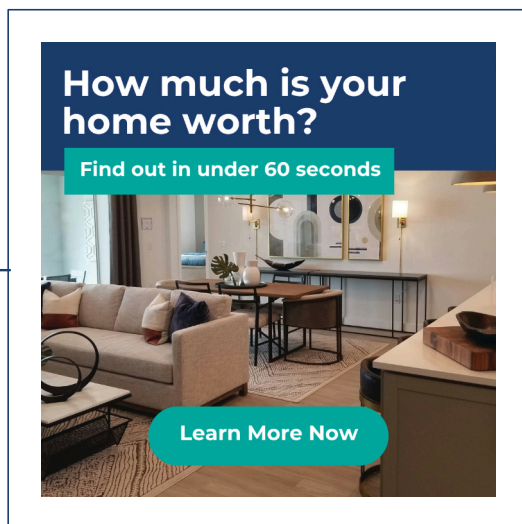 How much is your
home worth?
Find out in under 60 seconds
Learn More Now